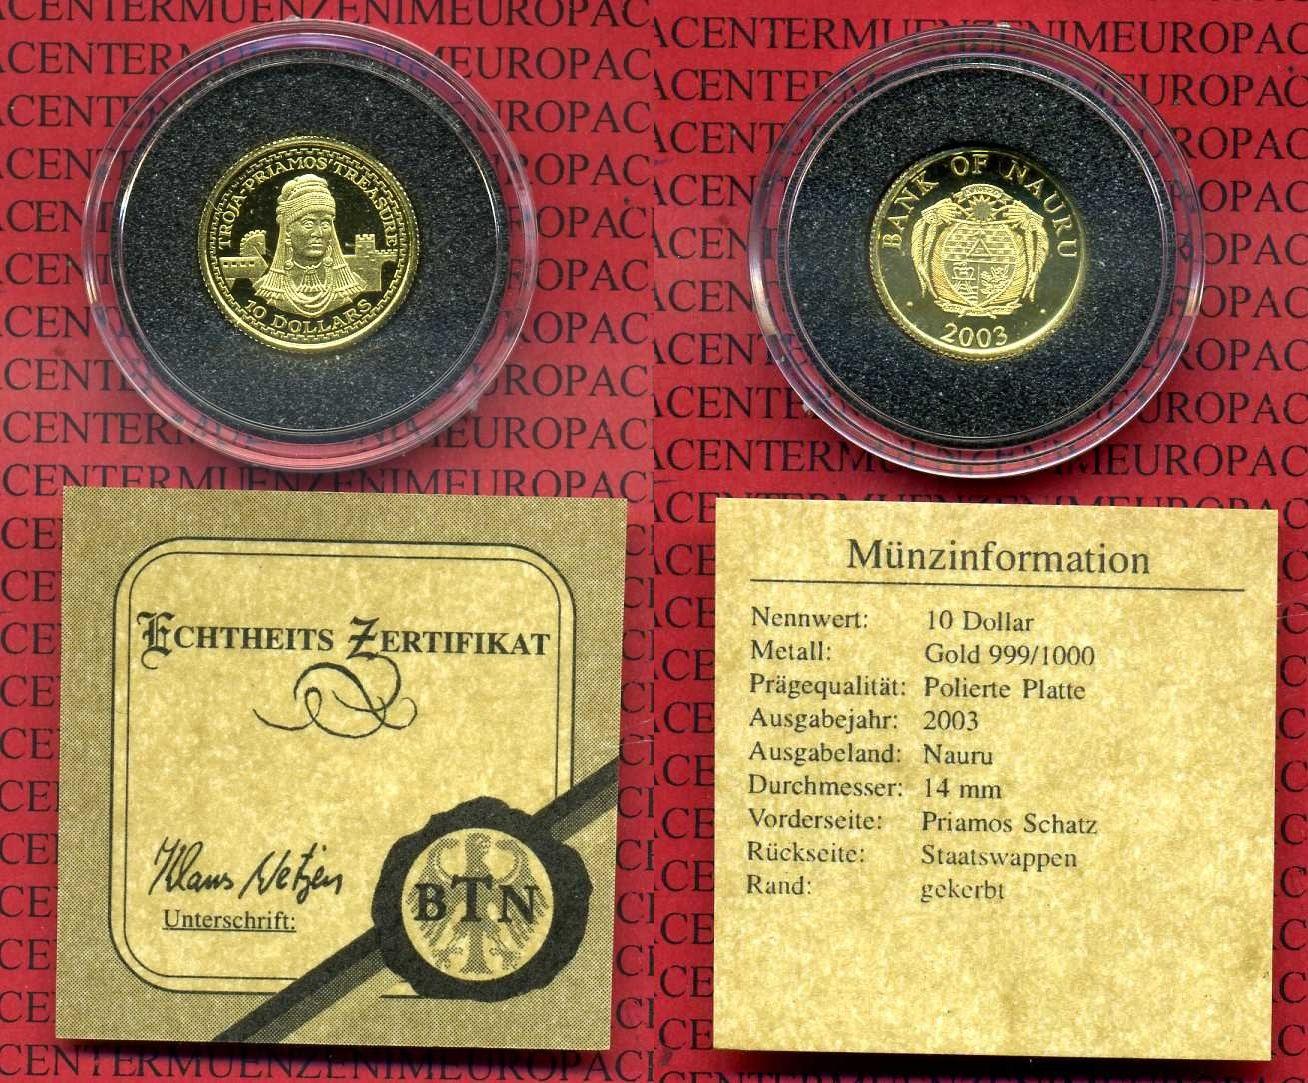 TROJA-PRIAMOS'TREASURE
10 DOLLARS
BANK OF NAURU
2003
ECHTHEITS ZERTIFIKAT
Klaus
Unterschrift:
BTN
Münzinformation
Nennwert: 10 Dollar
Metall: Gold 999/1000
Prägequalität: Polierte Platte
Ausgabejahr: 2003
Ausgabeland: Nauru
Durchmesser: 14 mm
Vorderseite: Priamos Schatz
Rückseite: Staatswappen
Rand: gekerbt
CENTERMUENZENIMEUROPAC